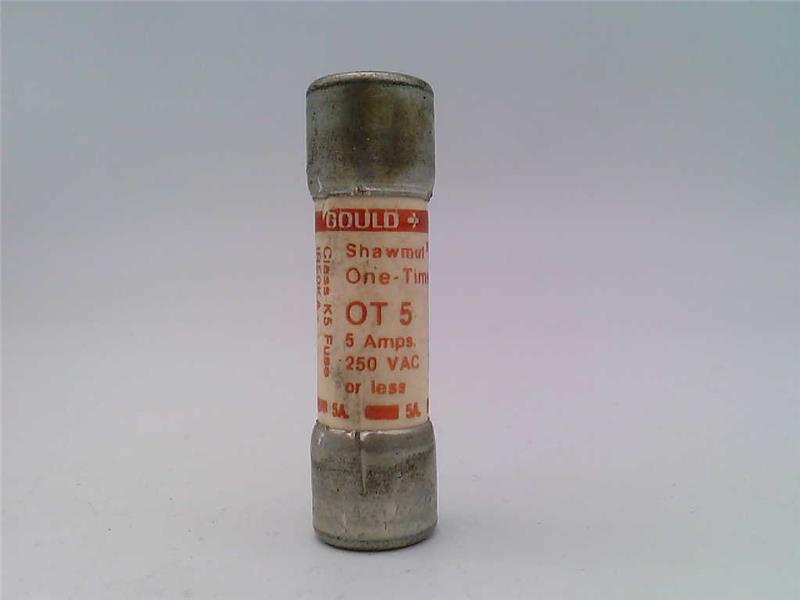 GOULD
Shawmut
One-Time
OT 5
5 Amps.
250 VAC
or less
5A. 5A.
Class K5 Fuse